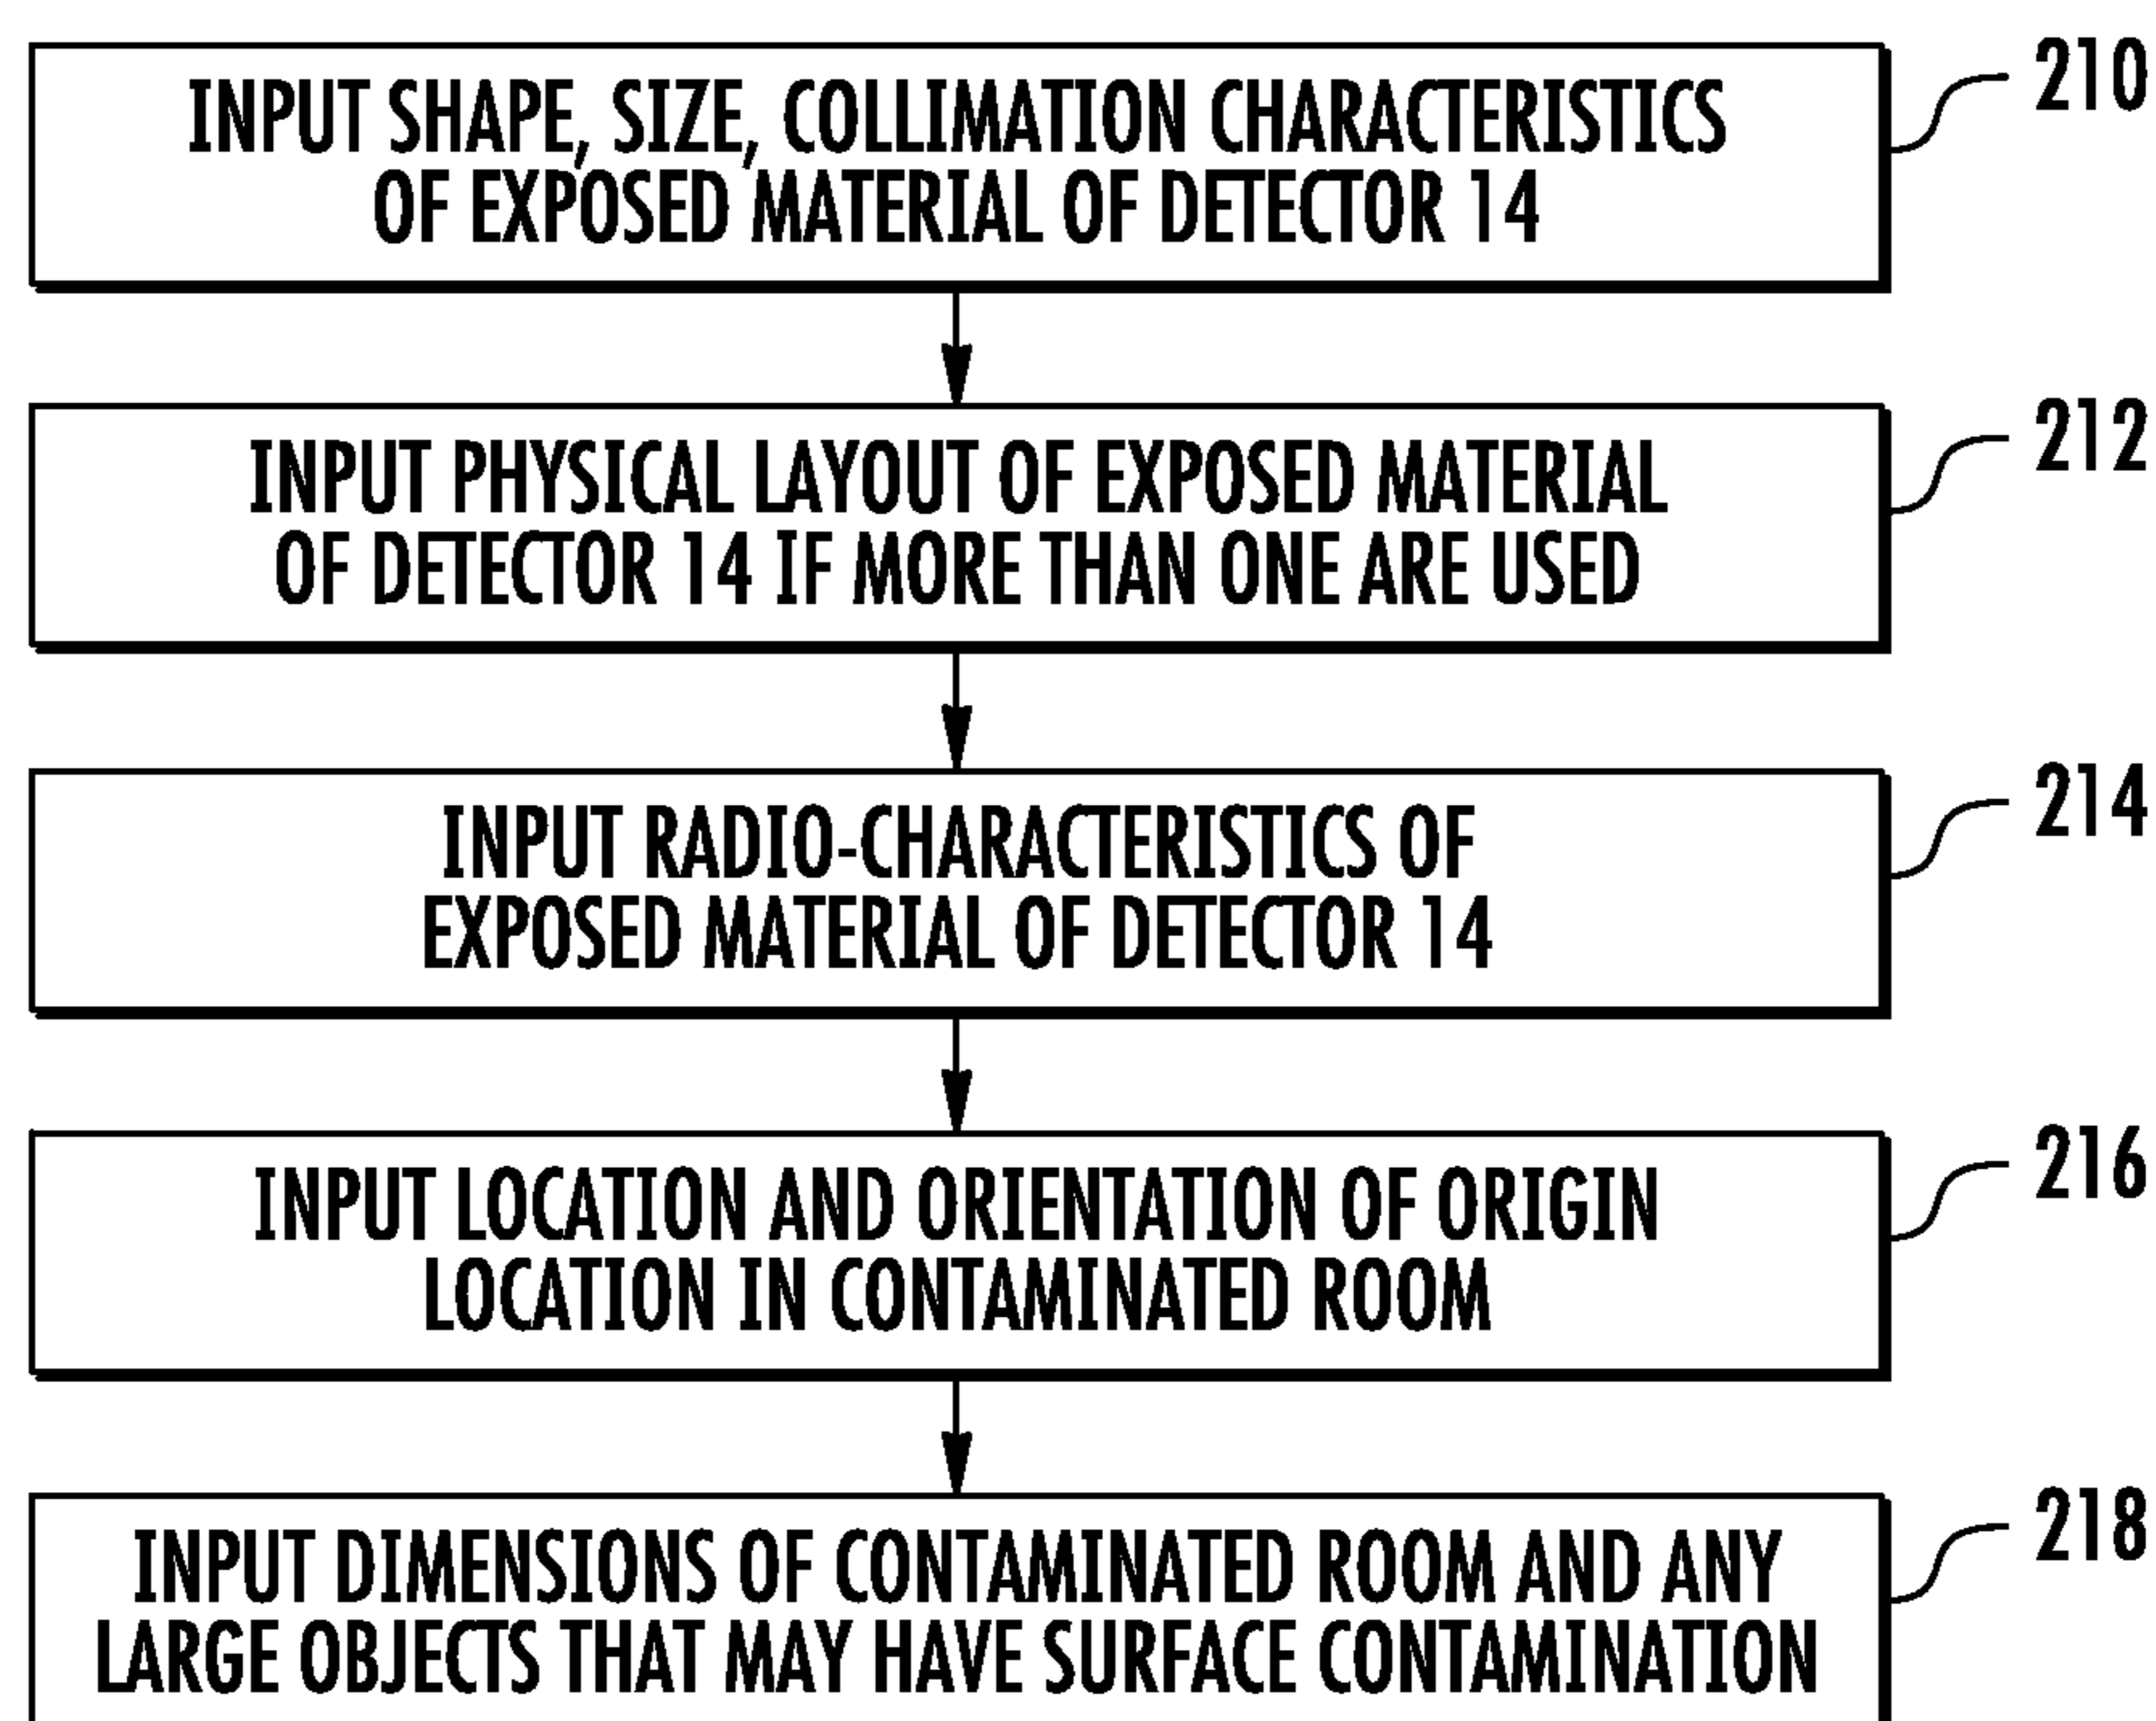 INPUT SHAPE, SIZE, COLLIMATION CHARACTERISTICS
OF EXPOSED MATERIAL OF DETECTOR 14
210
INPUT PHYSICAL LAYOUT OF EXPOSED MATERIAL
OF DETECTOR 14 IF MORE THAN ONE ARE USED
212
INPUT RADIO-CHARACTERISTICS OF
EXPOSED MATERIAL OF DETECTOR 14
214
INPUT LOCATION AND ORIENTATION OF ORIGIN
LOCATION IN CONTAMINATED ROOM
216
INPUT DIMENSIONS OF CONTAMINATED ROOM AND ANY
LARGE OBJECTS THAT MAY HAVE SURFACE CONTAMINATION
218